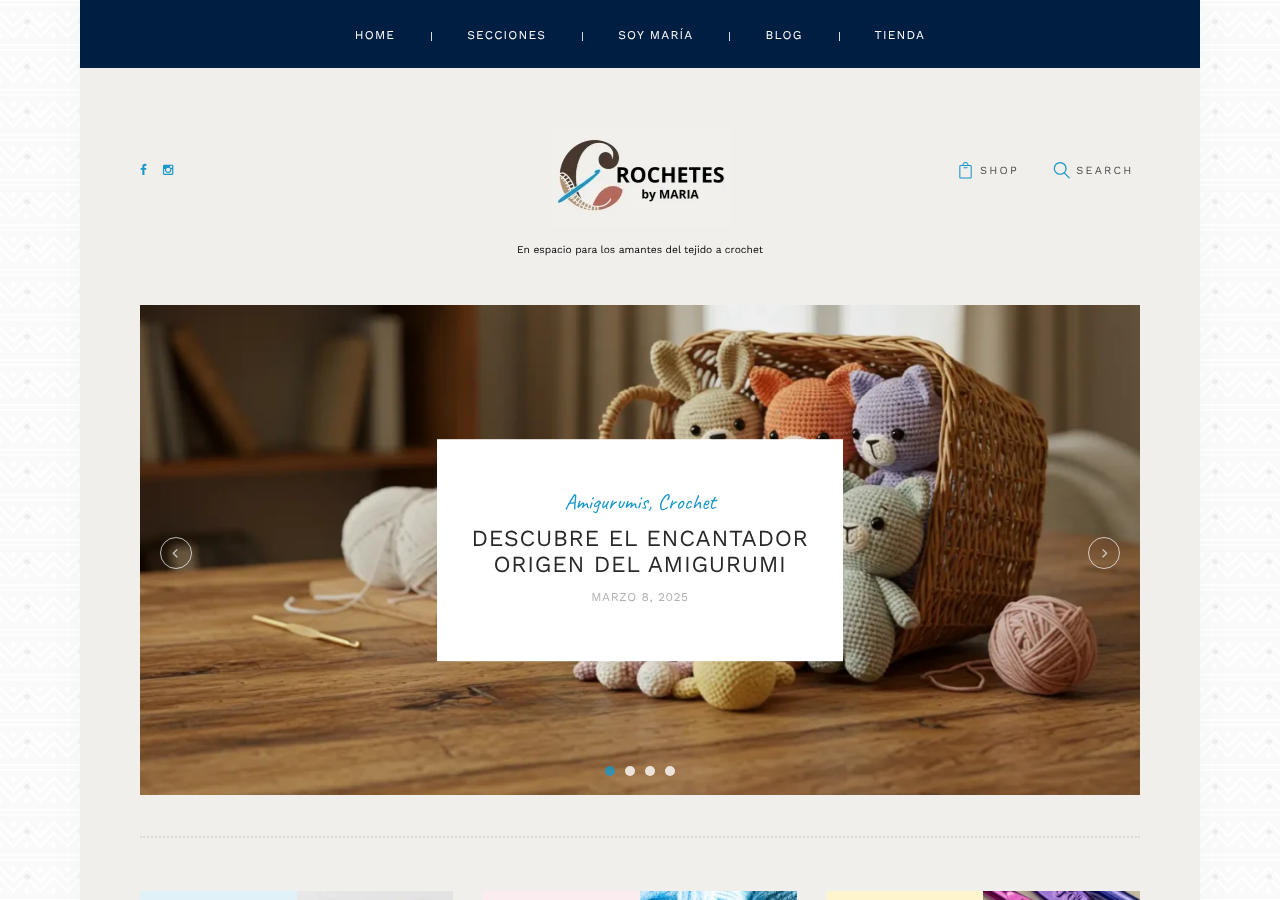 HOME
SECCIONES
SOY MARÍA
BLOG
TIENDA
CROCHETES
by MARIA
SHOP
SEARCH
En espacio para los amantes del tejido a crochet
Amigurumis, Crochet
DESCUBRE EL ENCANTADOR
ORIGEN DEL AMIGURUMI
MARZO 8, 2025